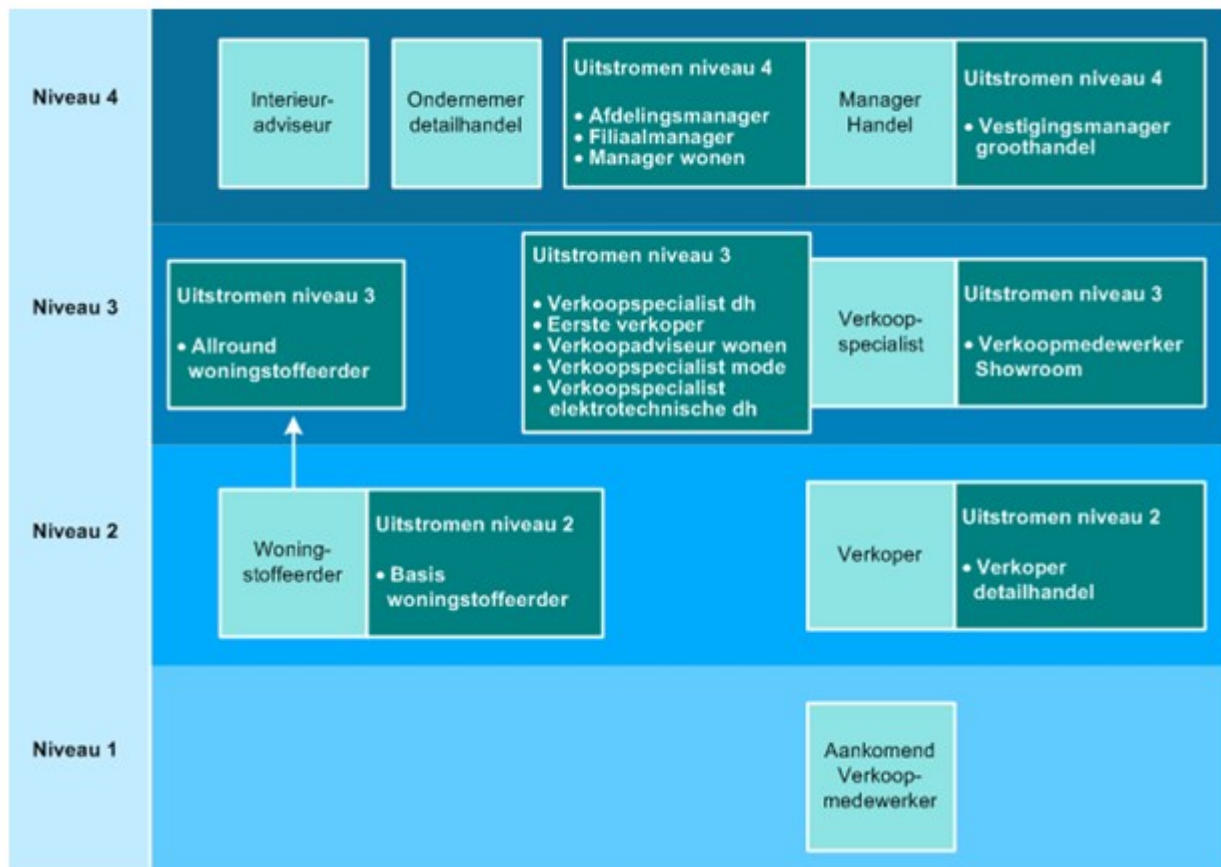 Niveau 4
Interieur-
adviseur
Ondernemer
detailhandel
Uitstromen niveau 4
• Afdelingsmanager
• Filiaalmanager
• Manager wonen
Manager
Handel
Uitstromen niveau 4
• Vestigingsmanager
groothandel
Niveau 3
Uitstromen niveau 3
• Allround
woningstoffeerder
Uitstromen niveau 3
• Verkoopspecialist dh
• Eerste verkoper
• Verkoopadviseur wonen
• Verkoopspecialist mode
• Verkoopspecialist
elektrotechnische dh
Verkoop-
specialist
Uitstromen niveau 3
• Verkoopmedewerker
Showroom
Niveau 2
Woning-
stoffeerder
Uitstromen niveau 2
• Basis
woningstoffeerder
Verkoper
Uitstromen niveau 2
• Verkoper
detailhandel
Niveau 1
Aankomend
Verkoop-
medewerker